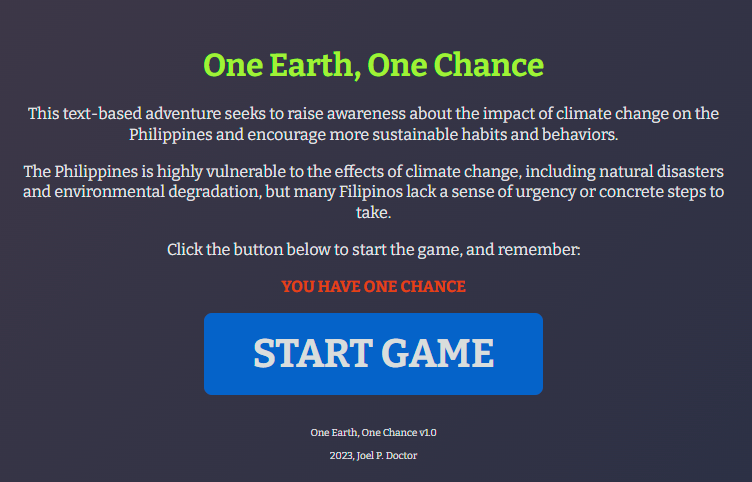 One Earth, One Chance
This text-based adventure seeks to raise awareness about the impact of climate change on the
Philippines and encourage more sustainable habits and behaviors.
The Philippines is highly vulnerable to the effects of climate change, including natural disasters
and environmental degradation, but many Filipinos lack a sense of urgency or concrete steps to
take.
Click the button below to start the game, and remember:
YOU HAVE ONE CHANCE
START GAME
One Earth, One Chance v1.0
2023, Joel P. Doctor